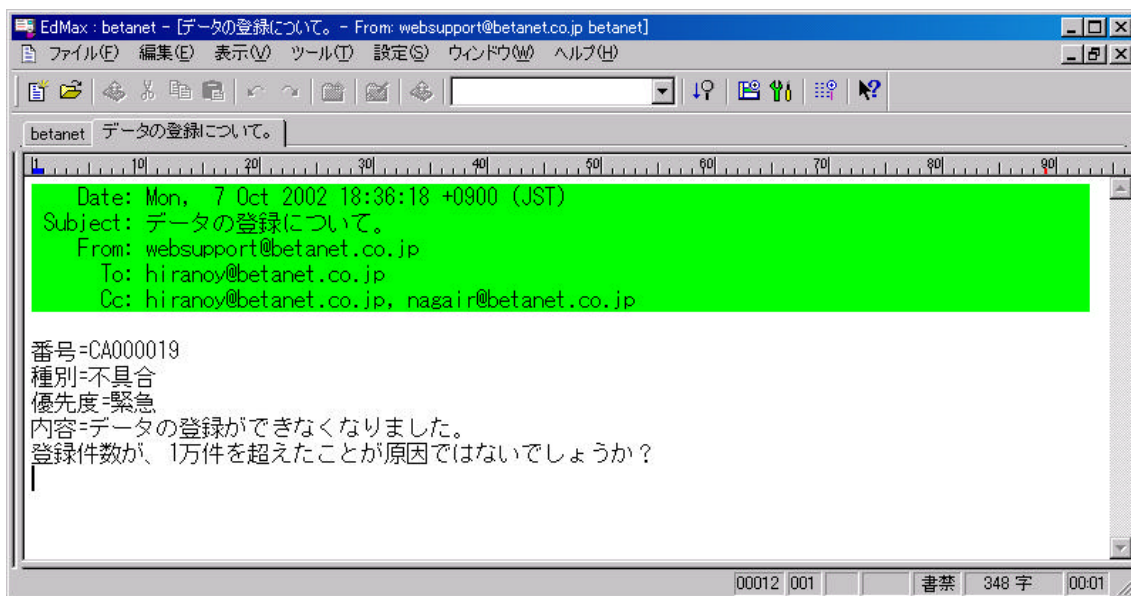 EdMax : betanet - [データの登録について。 - From: websupport@betanet.co.jp betanet]
ファイル(F) 編集(E) 表示(V) ツール(T) 設定(S) ウィンドウ(W) ヘルプ(H)
betanet データの登録について。
1 10 20 30 40 50 60 70 80 90
Date: Mon, 7 Oct 2002 18:36:18 +0900 (JST)
Subject: データの登録について。
From: websupport@betanet.co.jp
To: hiranoy@betanet.co.jp
Cc: hiranoy@betanet.co.jp, nagair@betanet.co.jp
番号=CA000019
種別=不具合
優先度=緊急
内容=データの登録ができなくなりました。
登録件数が、1万件を超えたことが原因ではないでしょうか?
00012 001 書禁 348 字 00:01